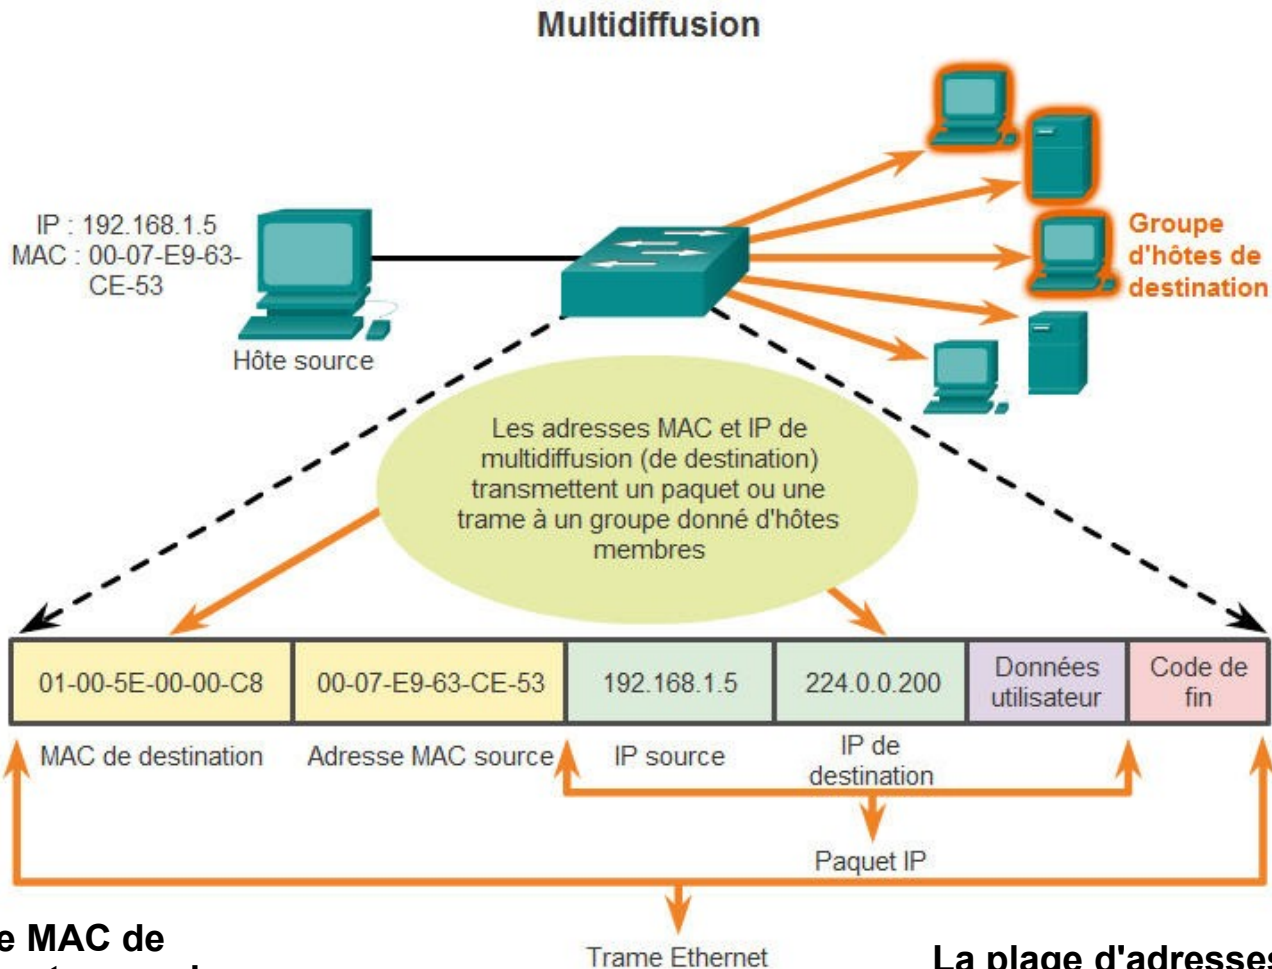 Multidiffusion
IP : 192.168.1.5
MAC : 00-07-E9-63-
CE-53
Hôte source
Groupe
d'hôtes de
destination
Les adresses MAC et IP de
multidiffusion (de destination)
transmettent un paquet ou une
trame à un groupe donné d'hôtes
membres
01-00-5E-00-00-C8
00-07-E9-63-CE-53
192.168.1.5
224.0.0.200
Données
utilisateur
Code de
fin
MAC de destination
Adresse MAC source
IP source
IP de
destination
Paquet IP
Trame Ethernet
e MAC de
La plage d'adresses